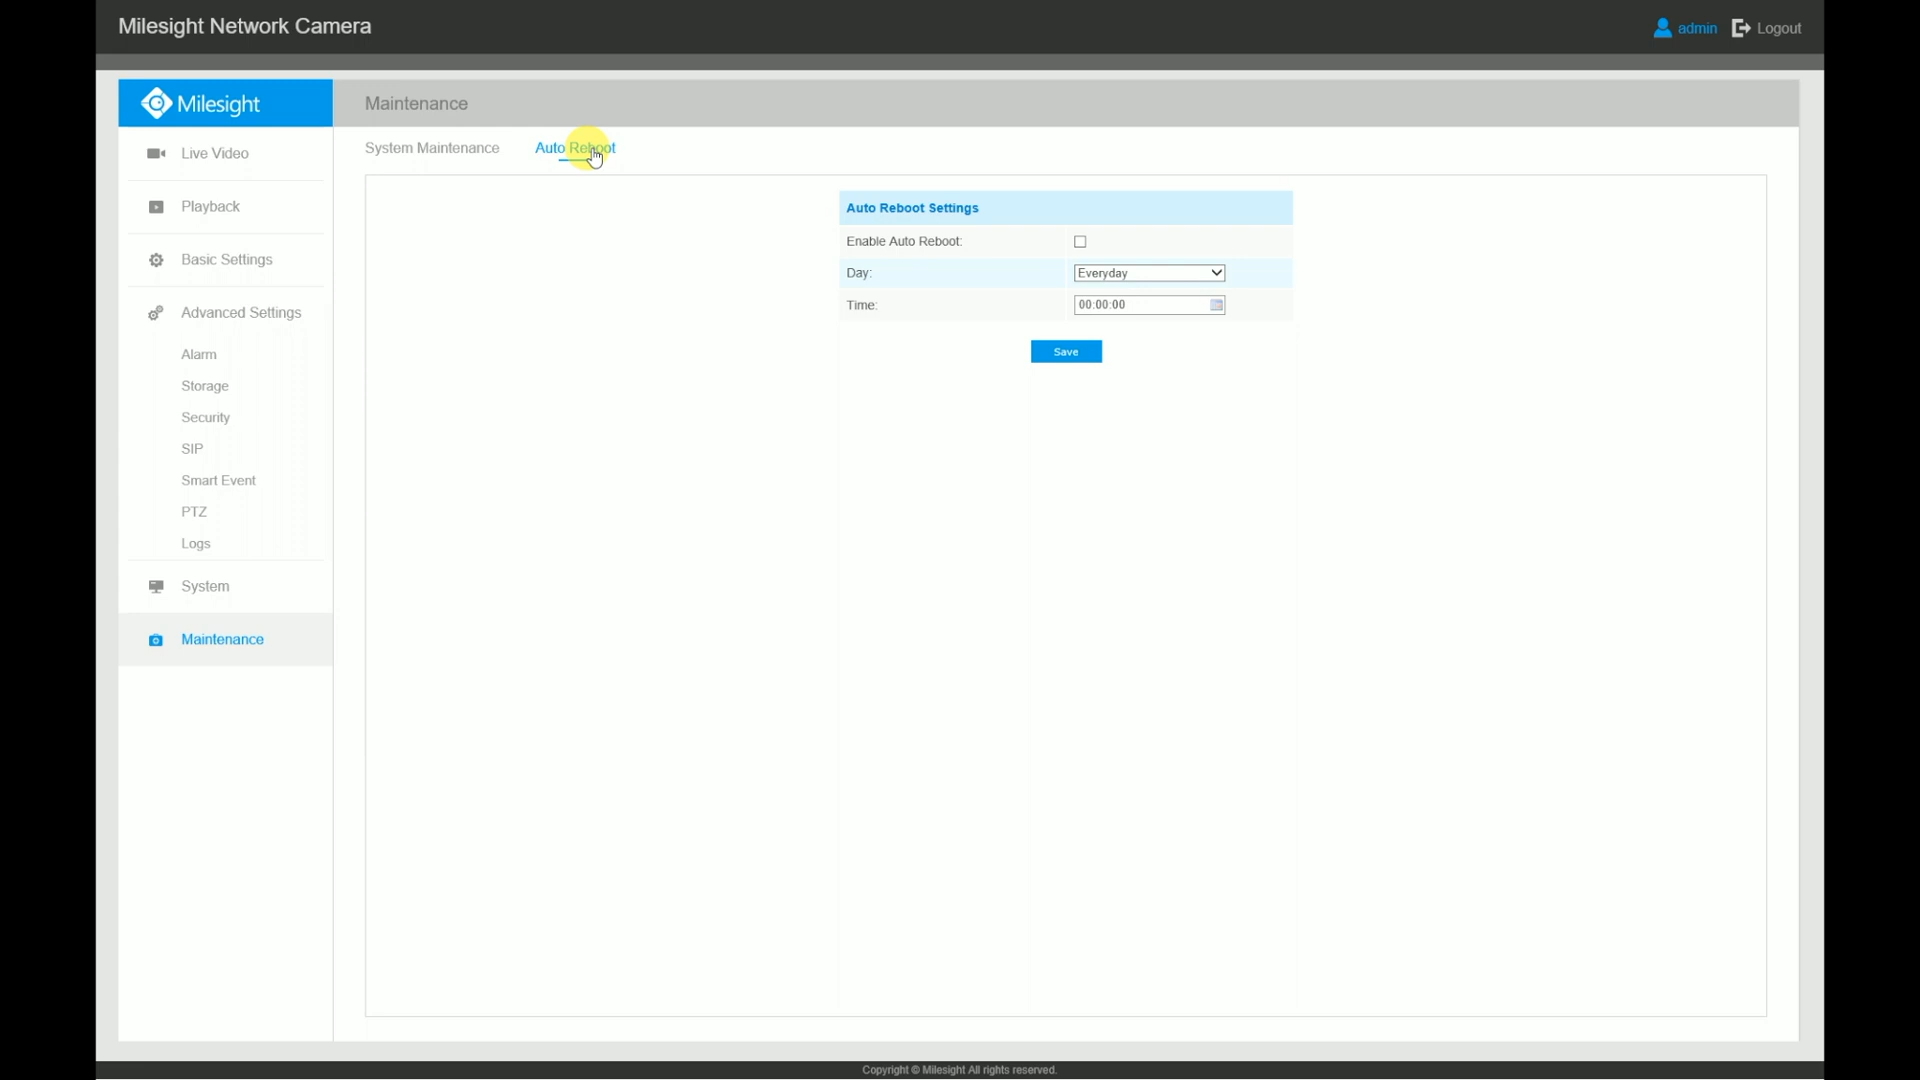 Milesight Network Camera
admin
Logout
Milesight
Maintenance
Live Video
System Maintenance
Auto Reboot
Playback
Auto Reboot Settings
Enable Auto Reboot:
Basic Settings
Day:
Everyday
Time:
00:00:00
Advanced Settings
Save
Alarm
Storage
Security
SIP
Smart Event
PTZ
Logs
System
Maintenance
Copyright © Milesight All rights reserved.